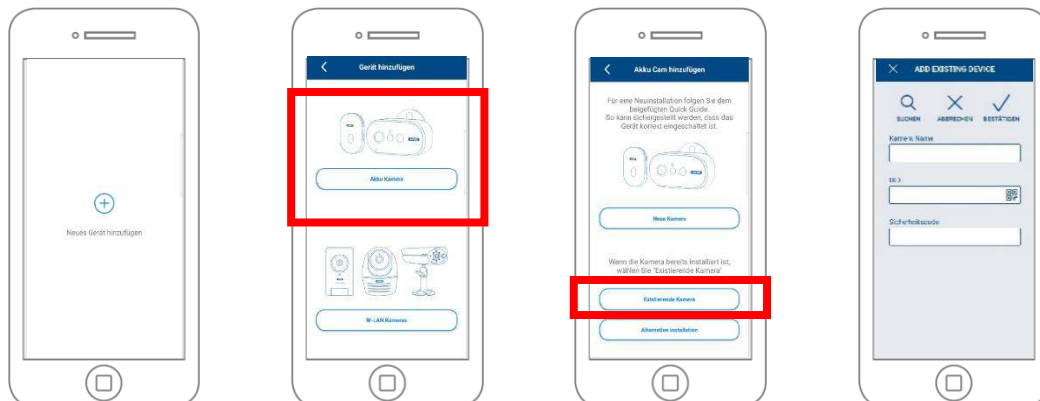 Neues Gerät hinzufügen
Gerät hinzufügen
Akku Kamera
W-LAN Kameras
Akku Cam hinzufügen
Für eine Neuinstallation folgen Sie dem
beigefügten Quick Guide.
So kann sichergestellt werden, dass das
Gerät korrekt eingeschaltet ist.
Neue Kamera
Wenn die Kamera bereits installiert ist,
wählen Sie "Existierende Kamera"
Existierende Kamera
Alternative Installation
ADD EXISTING DEVICE
SUCHEN ABBRECHEN BESTÄTIGEN
Kamera Name
Sicherheitscode